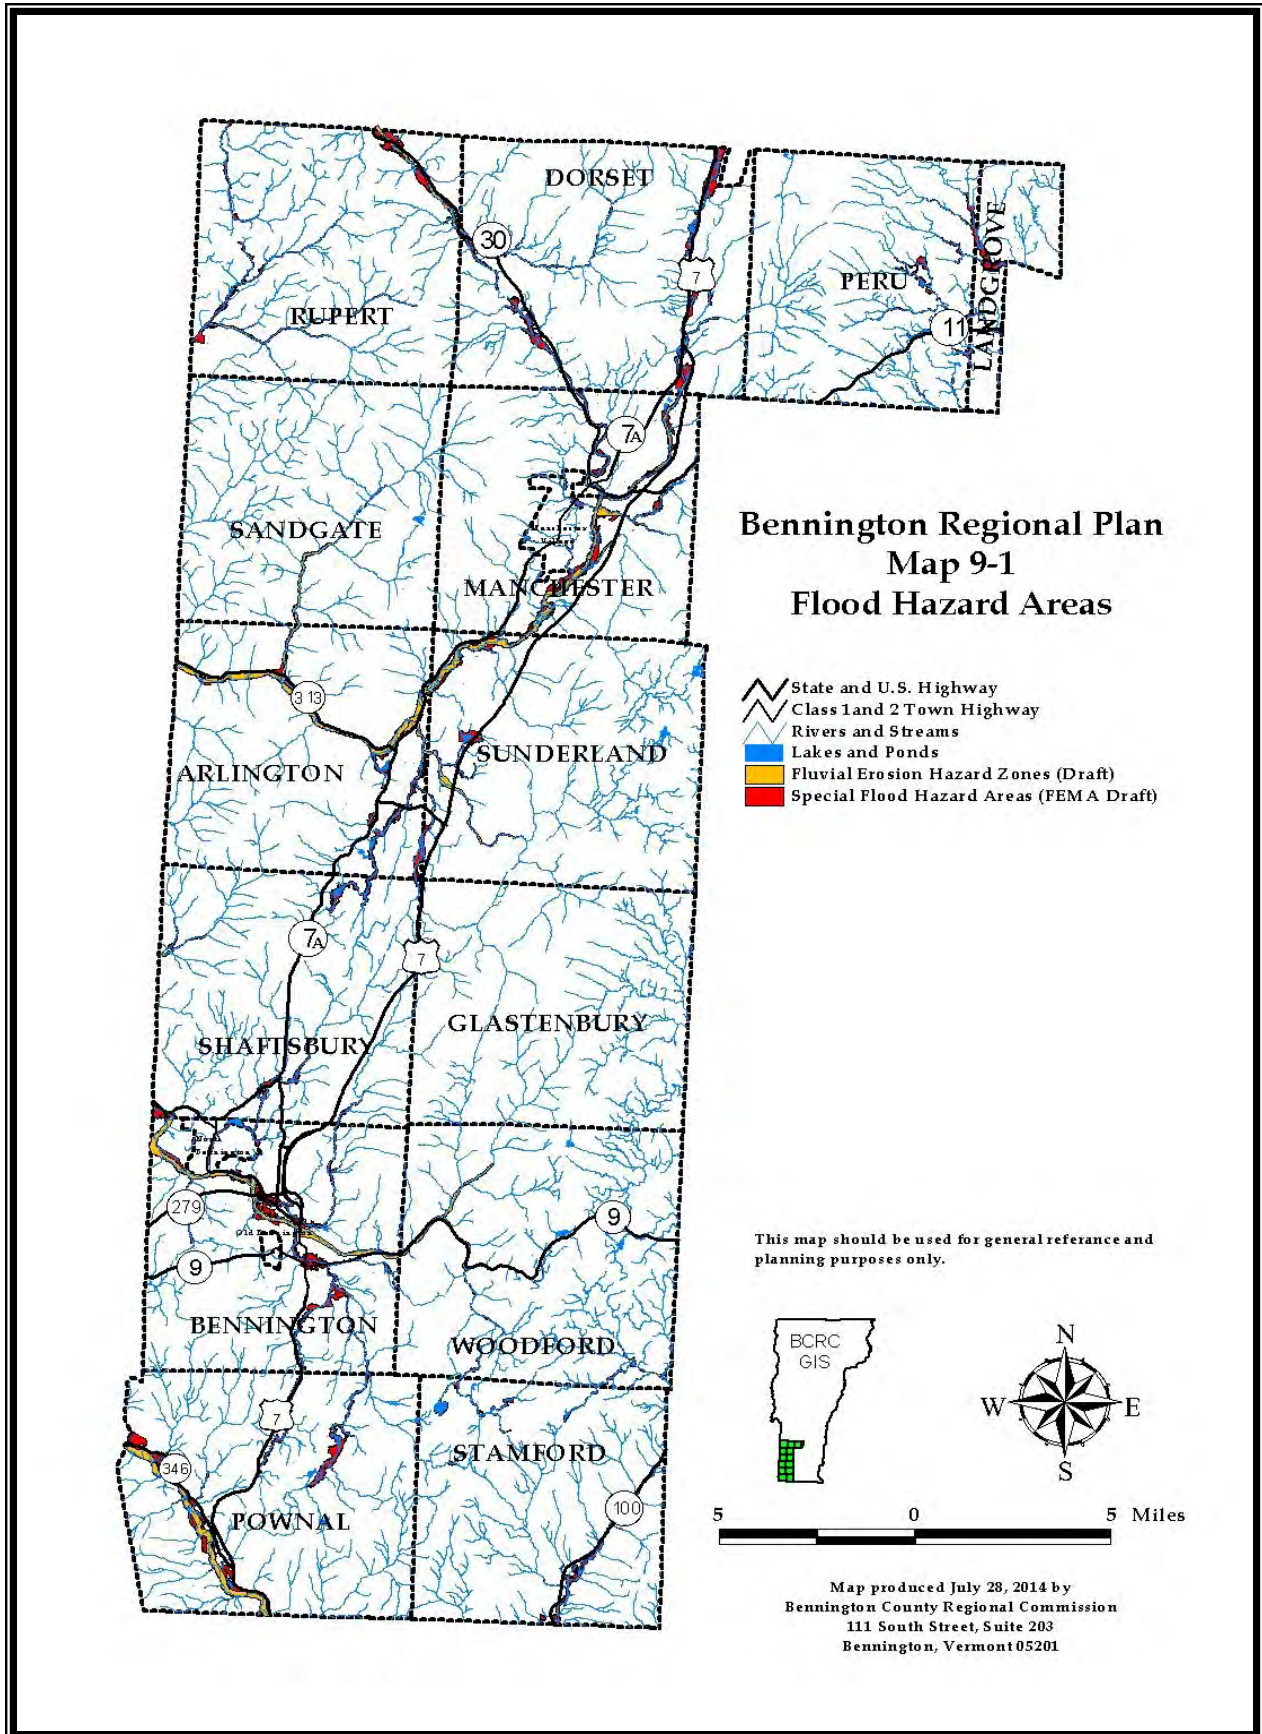 DORSET
30
7
PERU
LANDGROVE
RUPERT
11
7A
SANDGATE
MANCHESTER
Bennington Regional Plan
Map 9-1
Flood Hazard Areas
313
State and U.S. Highway
Class 1and 2 Town Highway
Rivers and Streams
Lakes and Ponds
Fluvial Erosion Hazard Zones (Draft)
Special Flood Hazard Areas (FEMA Draft)
SUNDERLAND
ARLINGTON
7A
7
GLASTENBURY
SHAFTSBURY
North
Bennington
279
9
Old Bennington
9
This map should be used for general referance and
planning purposes only.
BENNINGTON
WOODFORD
BCRC
GIS
N
W
E
S
7
STAMFORD
346
100
POWNAL
5 0 5 Miles
Map produced July 28, 2014 by
Bennington County Regional Commission
111 South Street, Suite 203
Bennington, Vermont 05201